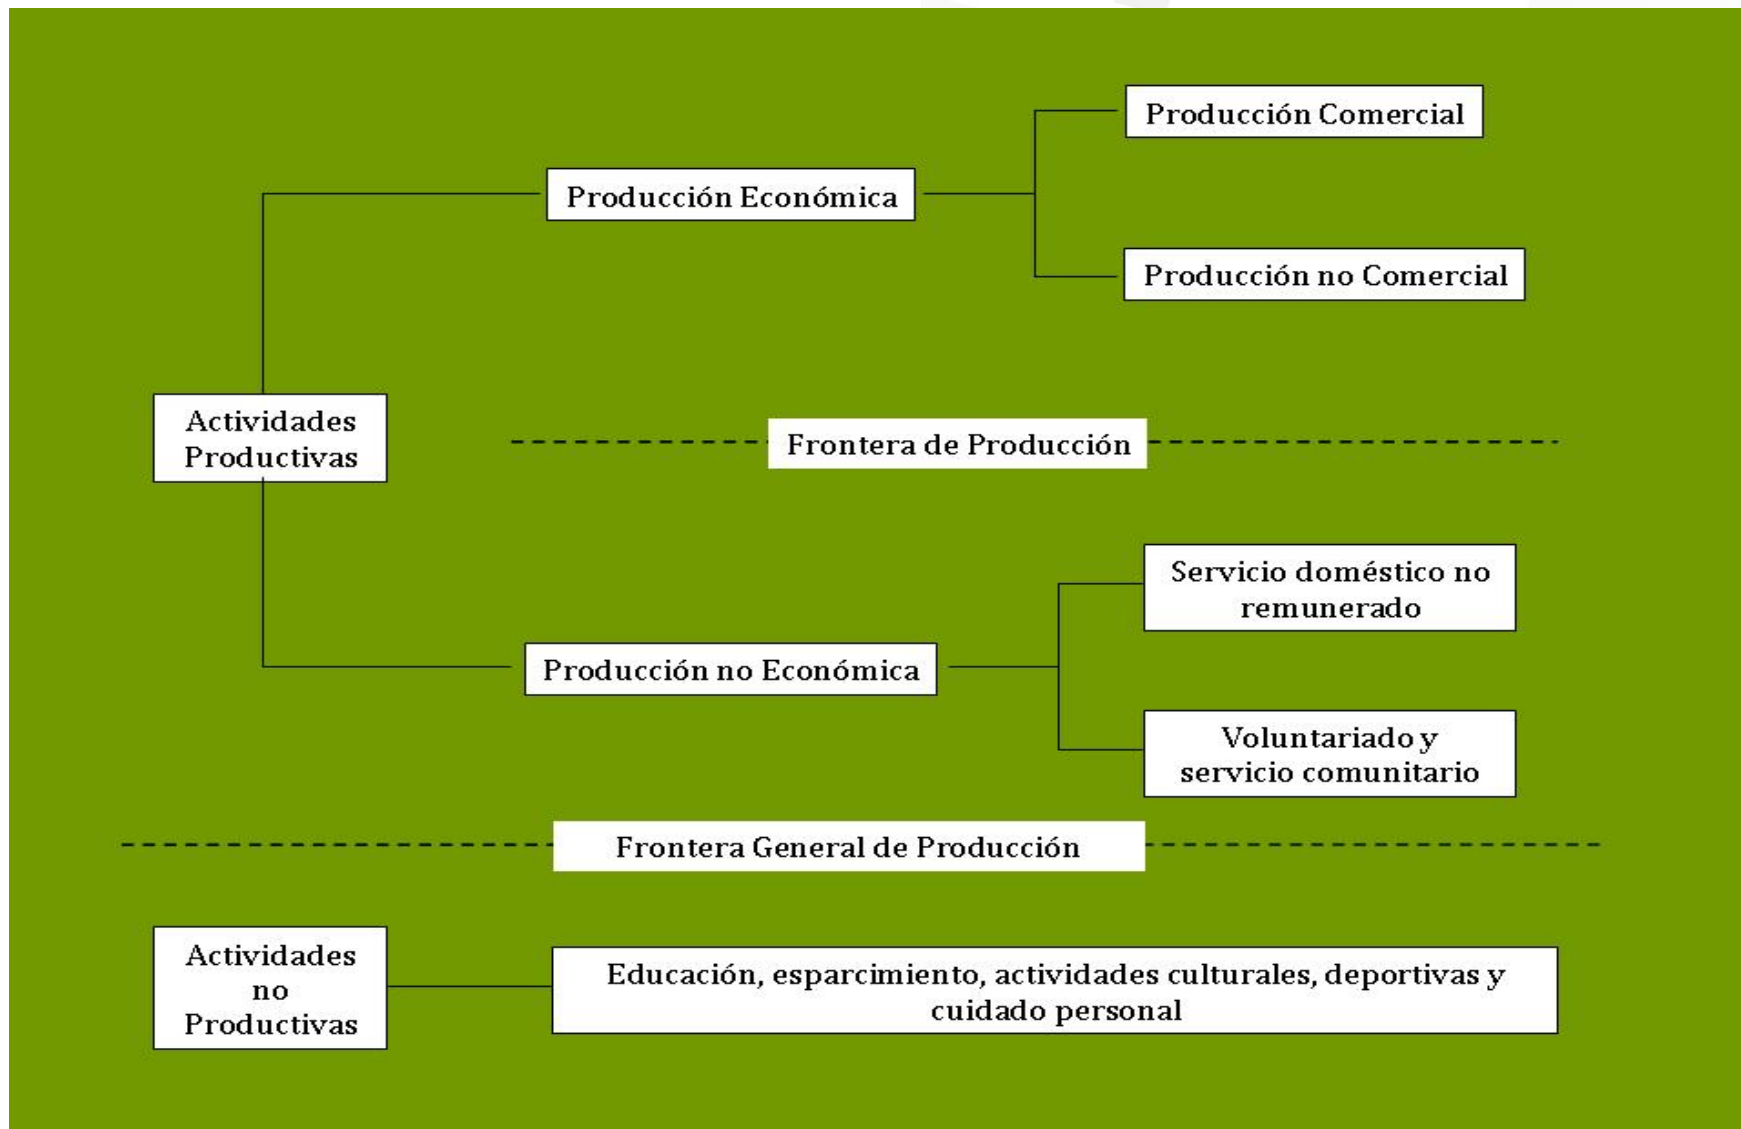 Producción Comercial
Producción Económica
Producción no Comercial
Actividades
Productivas
Frontera de Producción
Servicio doméstico no
remunerado
Producción no Económica
Voluntariado y
servicio comunitario
Frontera General de Producción
Actividades
no
Productivas
Educación, esparcimiento, actividades culturales, deportivas y
cuidado personal